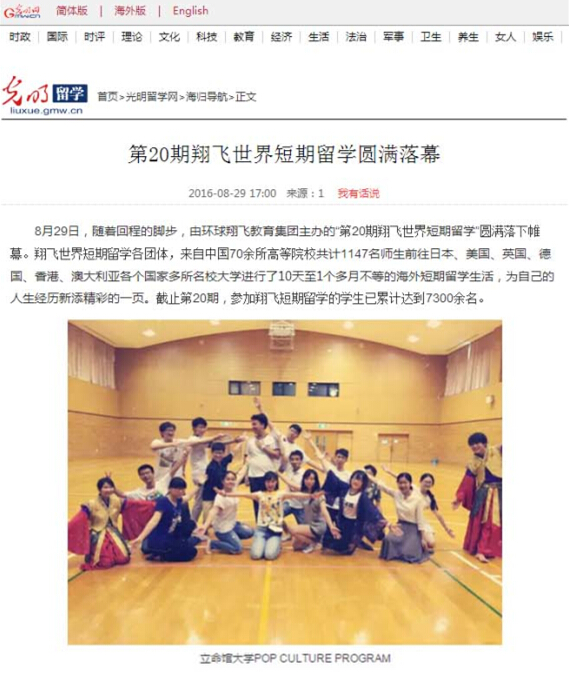 光明网 GMW.CN 简体版 | 海外版 | English
时政 国际 时评 理论 文化 科技 教育 经济 生活 法治 军事 卫生 养生 女人 娱乐
光明 留学
liuxue.gmw.cn
首页>光明留学网>海归导航>正文
第20期翔飞世界短期留学圆满落幕
2016-08-29 17:00 来源：1 我有话说
8月29日，随着回程的脚步，由环球翔飞教育集团主办的“第20期翔飞世界短期留学”圆满落下帷
幕。翔飞世界短期留学各团体，来自中国70余所高等院校共计1147名师生前往日本、美国、英国、德
国、香港、澳大利亚各个国家多所名校大学进行了10天至1个多月不等的海外短期留学生活，为自己的
人生经历新添精彩的一页。截止第20期，参加翔飞短期留学的学生已累计达到7300余名。
立命馆大学POP CULTURE PROGRAM